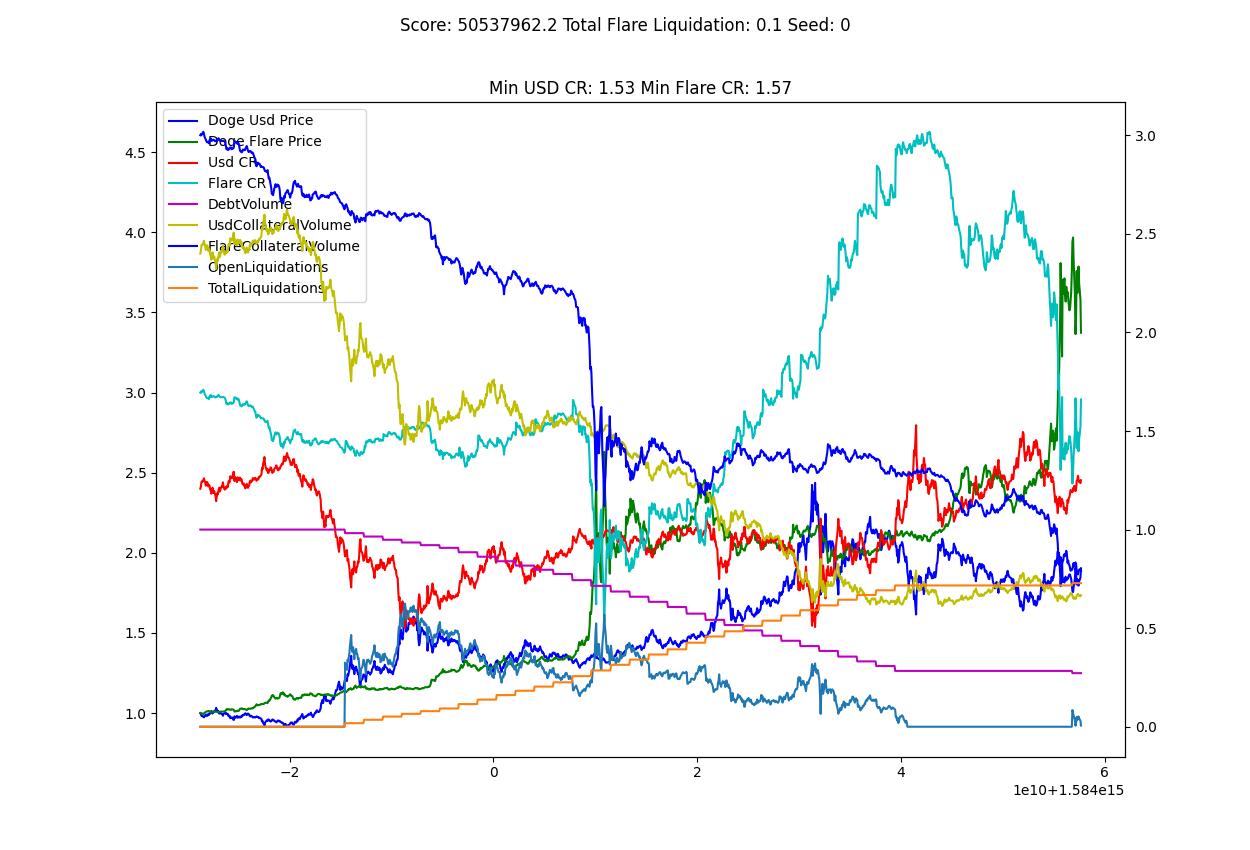 Score: 50537962.2 Total Flare Liquidation: 0.1 Seed: 0
Min USD CR: 1.53 Min Flare CR: 1.57
Doge Usd Price
Doge Flare Price
Usd CR
Flare CR
DebtVolume
UsdCollateralVolume
FlareCollateralVolume
OpenLiquidations
TotalLiquidations
4.5
4.0
3.5
3.0
2.5
2.0
1.5
1.0
3.0
2.5
2.0
1.5
1.0
0.5
0.0
−2
0
2
4
6
1e10+1.584e15